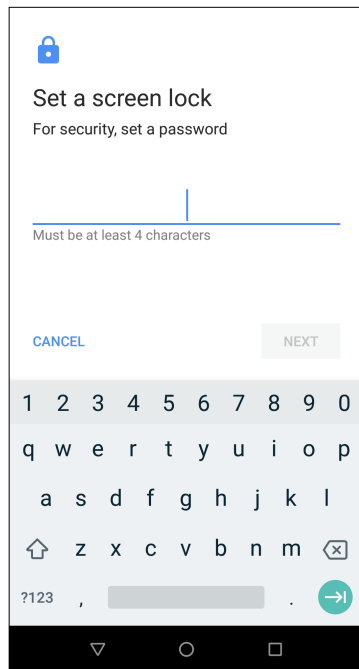 Set a screen lock
For security, set a password
Must be at least 4 characters
CANCEL NEXT
1 2 3 4 5 6 7 8 9 0
q w e r t y u i o p
a s d f g h j k l
z x c v b n m
?123 , .